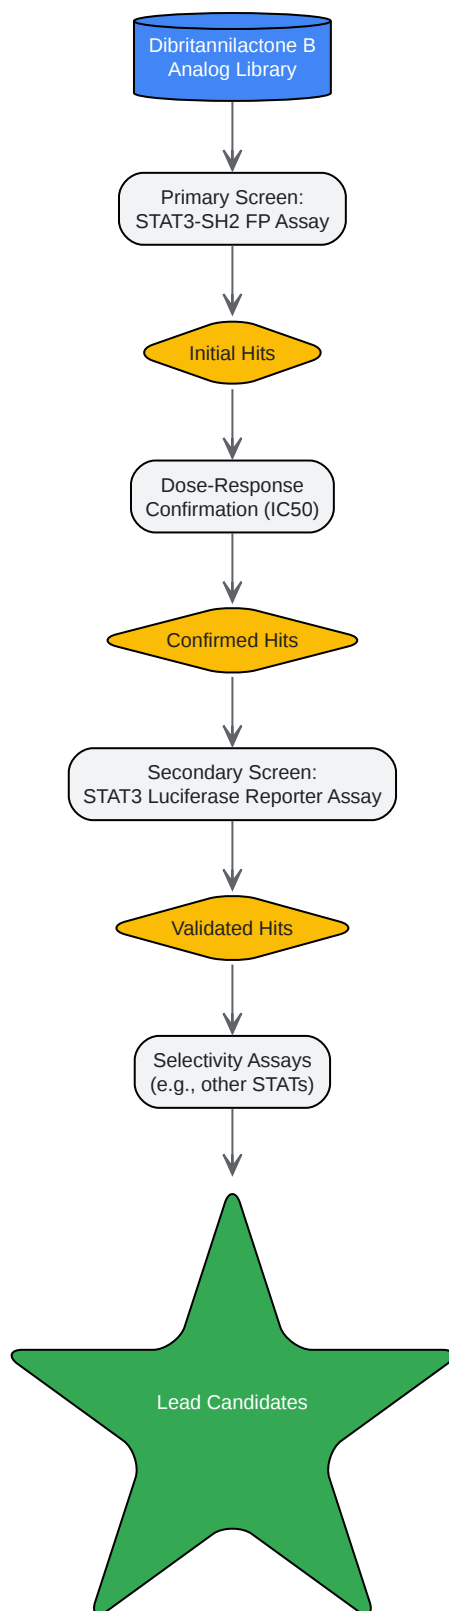 Dibritannilactone B
Analog Library
Primary Screen:
STAT3-SH2 FP Assay
Initial Hits
Dose-Response
Confirmation (IC50)
Confirmed Hits
Secondary Screen:
STAT3 Luciferase Reporter Assay
Validated Hits
Selectivity Assays
(e.g., other STATs)
Lead Candidates